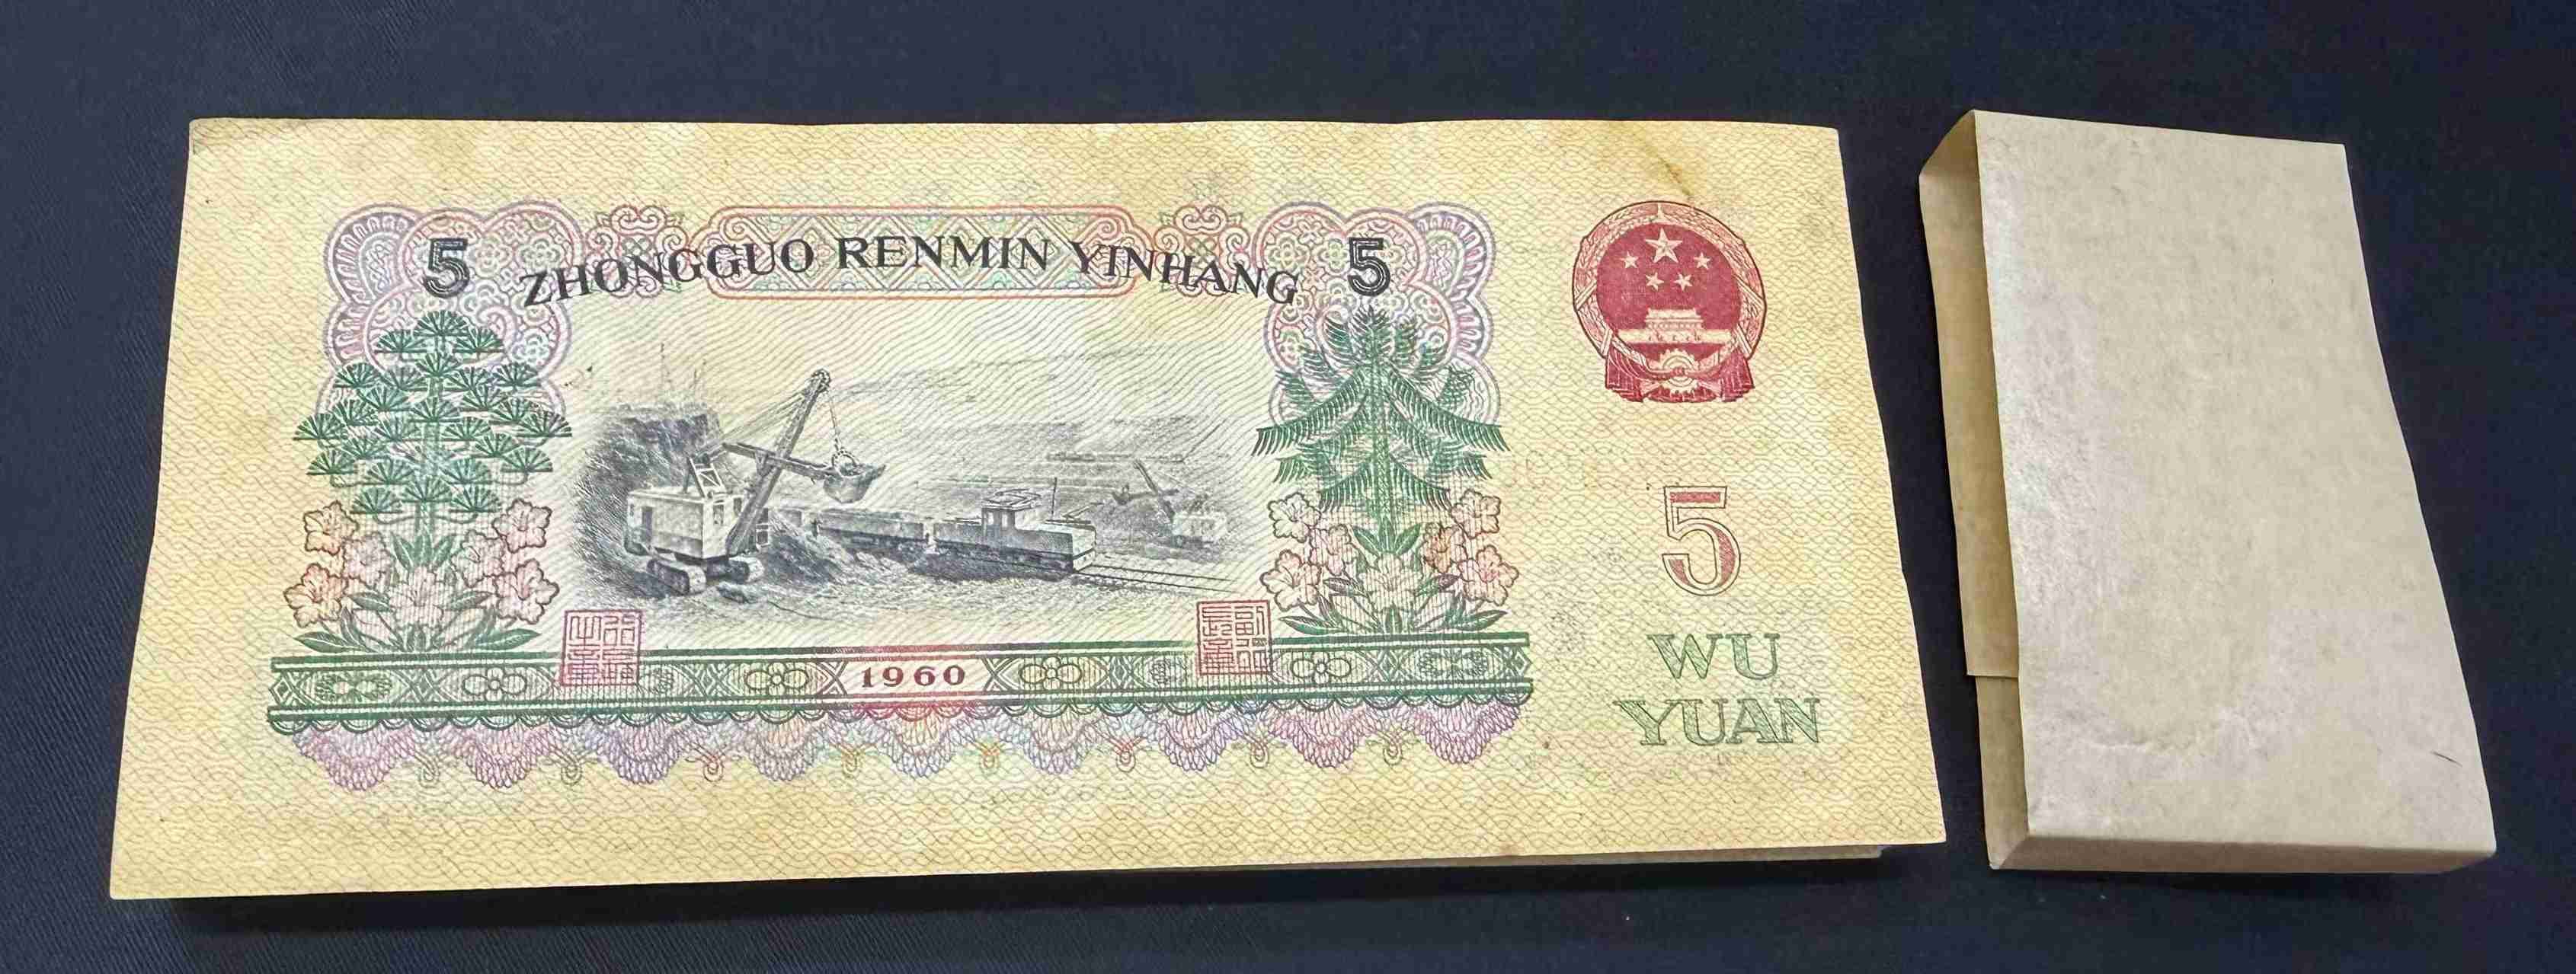 5 ZHONGGUO RENMIN YINHANG 5
5
WU
YUAN
1960